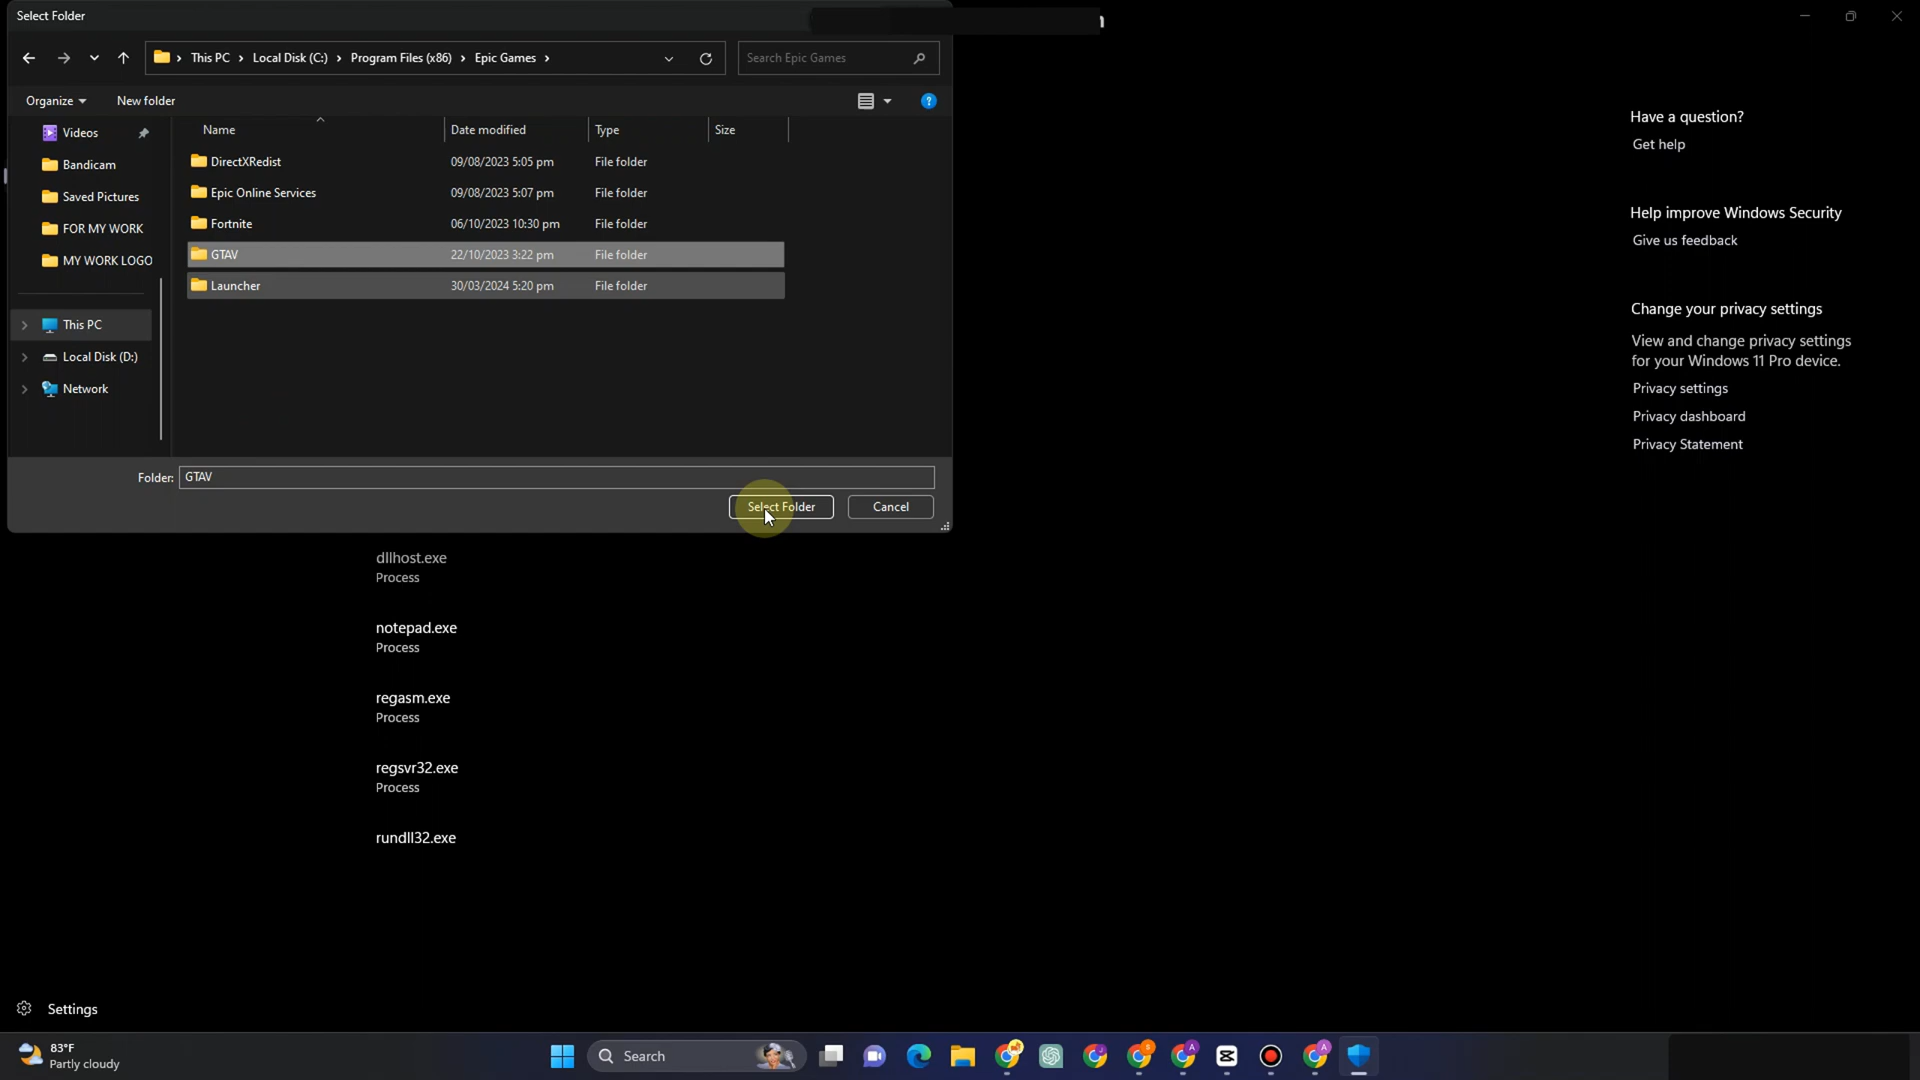 Select Folder
This PC > Local Disk (C:) > Program Files (x86) > Epic Games >
Search Epic Games
Organize
New folder
?
Name
Date modified
Type
Size
Videos
Bandicam
Saved Pictures
FOR MY WORK
MY WORK LOGO
This PC
Local Disk (D:)
Network
DirectXRedist 09/08/2023 5:05 pm File folder
Epic Online Services 09/08/2023 5:07 pm File folder
Fortnite 06/10/2023 10:30 pm File folder
GTAV 22/10/2023 3:22 pm File folder
Launcher 30/03/2024 5:20 pm File folder
Folder: GTAV
Select Folder
Cancel
dllhost.exe
Process
notepad.exe
Process
regasm.exe
Process
regsvr32.exe
Process
rundll32.exe
Have a question?
Get help
Help improve Windows Security
Give us feedback
Change your privacy settings
View and change privacy settings
for your Windows 11 Pro device.
Privacy settings
Privacy dashboard
Privacy Statement
Settings
83°F
Partly cloudy
Search